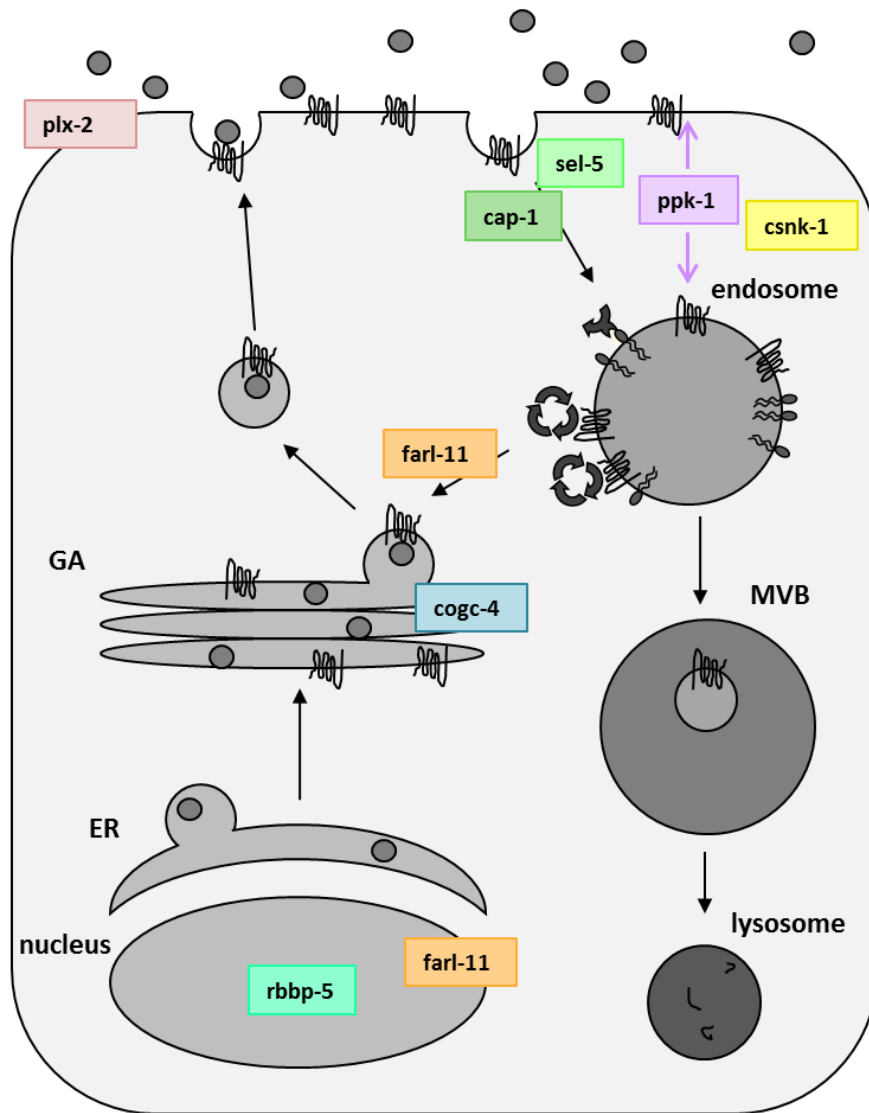 plx-2
sel-5
cap-1
ppk-1
csnk-1
endosome
farl-11
GA
cogc-4
MVB
ER
lysosome
nucleus
farl-11
rbbp-5